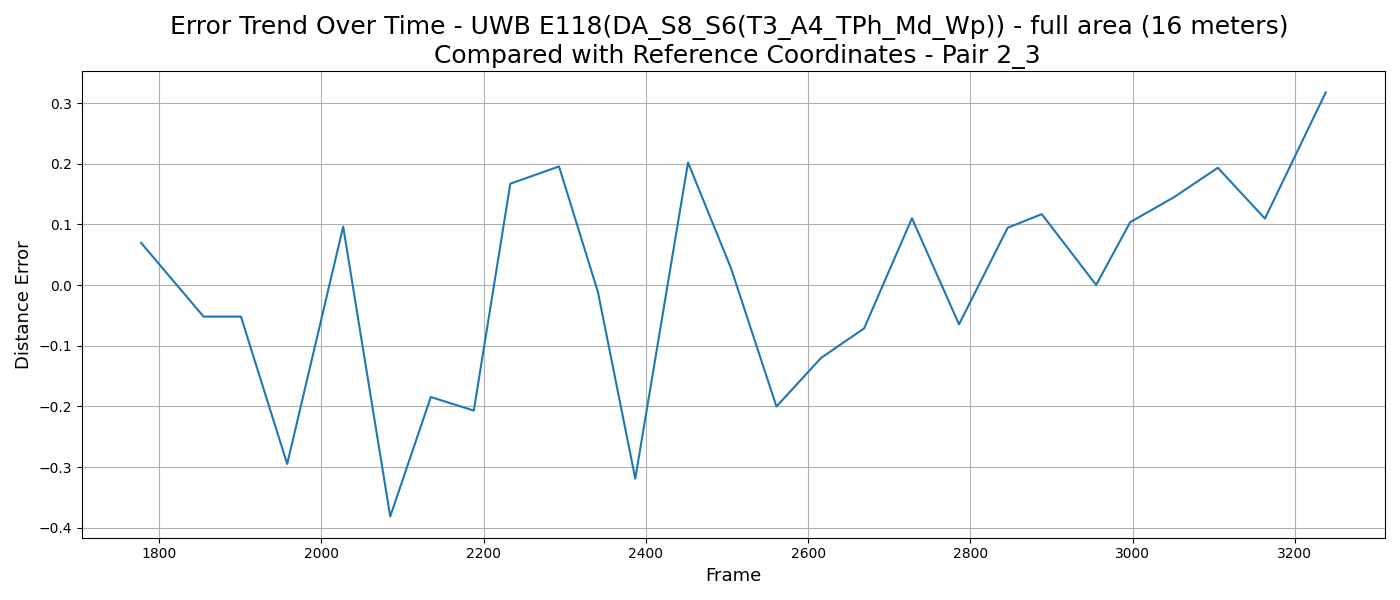 Error Trend Over Time - UWB E118(DA_S8_S6(T3_A4_TPh_Md_Wp)) - full area (16 meters)
Compared with Reference Coordinates - Pair 2_3
Distance Error
0.3
0.2
0.1
0.0
−0.1
−0.2
−0.3
−0.4
1800 2000 2200 2400 2600 2800 3000 3200
Frame